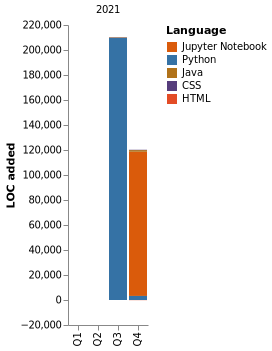 2021
Language
Jupyter Notebook
Python
Java
CSS
HTML
LOC added
220,000
200,000
180,000
160,000
140,000
120,000
100,000
80,000
60,000
40,000
20,000
0
−20,000
Q1
Q2
Q3
Q4